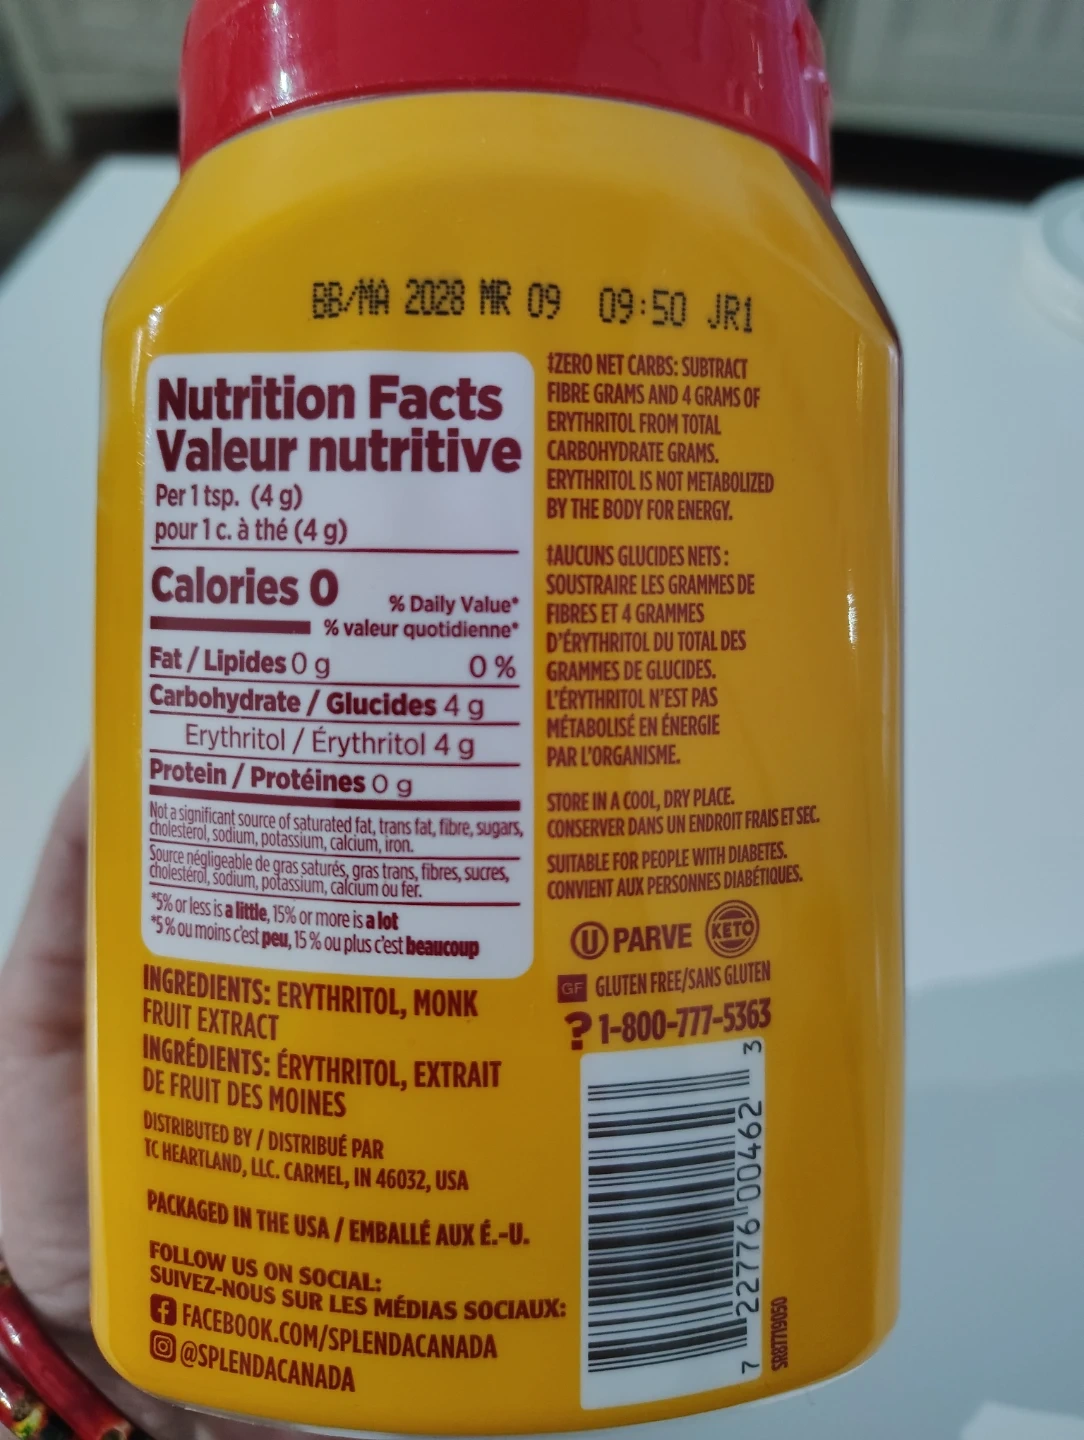 BB/MA 2028 MR 09 09:50 JR1
Nutrition Facts
Valeur nutritive
Per 1 tsp. (4 g)
pour 1 c. à thé (4 g)
Calories 0
% Daily Value*
% valeur quotidienne*
Fat / Lipides 0 g 0 %
Carbohydrate / Glucides 4 g
Erythritol / Érythritol 4 g
Protein / Protéines 0 g
Not a significant source of saturated fat, trans fat, fibre, sugars,
cholesterol, sodium, potassium, calcium, iron.
Source négligeable de gras saturés, gras trans, fibres, sucres,
cholestérol, sodium, potassium, calcium ou fer.
*5% or less is a little, 15% or more is a lot
*5 % ou moins c'est peu, 15 % ou plus c'est beaucoup
INGREDIENTS: ERYTHRITOL, MONK
FRUIT EXTRACT
INGRÉDIENTS: ÉRYTHRITOL, EXTRAIT
DE FRUIT DES MOINES
DISTRIBUTED BY / DISTRIBUÉ PAR
TC HEARTLAND, LLC. CARMEL, IN 46032, USA
PACKAGED IN THE USA / EMBALLÉ AUX É.-U.
FOLLOW US ON SOCIAL:
SUIVEZ-NOUS SUR LES MÉDIAS SOCIAUX:
FACEBOOK.COM/SPLENDACANADA
@SPLENDACANADA
‡ZERO NET CARBS: SUBTRACT
FIBRE GRAMS AND 4 GRAMS OF
ERYTHRITOL FROM TOTAL
CARBOHYDRATE GRAMS.
ERYTHRITOL IS NOT METABOLIZED
BY THE BODY FOR ENERGY.
‡AUCUNS GLUCIDES NETS :
SOUSTRAIRE LES GRAMMES DE
FIBRES ET 4 GRAMMES
D'ÉRYTHRITOL DU TOTAL DES
GRAMMES DE GLUCIDES.
L'ÉRYTHRITOL N'EST PAS
MÉTABOLISÉ EN ÉNERGIE
PAR L'ORGANISME.
STORE IN A COOL, DRY PLACE.
CONSERVER DANS UN ENDROIT FRAIS ET SEC.
SUITABLE FOR PEOPLE WITH DIABETES.
CONVIENT AUX PERSONNES DIABÉTIQUES.
U PARVE KETO
GF GLUTEN FREE/SANS GLUTEN
? 1-800-777-5363
7 22776 00462 3
SR87719050